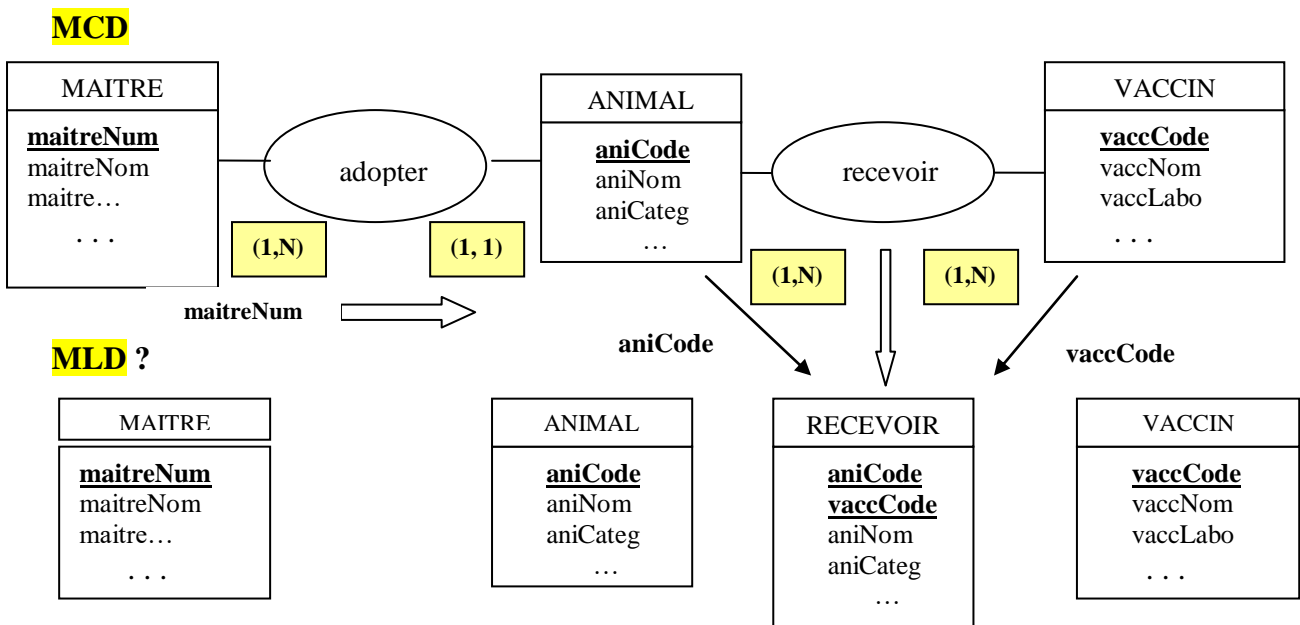 MCD
MAITRE
maitreNum
maitreNom
maitre…
. . .
adopter
(1,N)
(1, 1)
ANIMAL
aniCode
aniNom
aniCateg
…
recevoir
(1,N)
(1,N)
VACCIN
vaccCode
vaccNom
vaccLabo
. . .
maitreNum
aniCode
vaccCode
MLD ?
MAITRE
maitreNum
maitreNom
maitre…
. . .
ANIMAL
aniCode
aniNom
aniCateg
…
RECEVOIR
aniCode
vaccCode
aniNom
aniCateg
…
VACCIN
vaccCode
vaccNom
vaccLabo
. . .